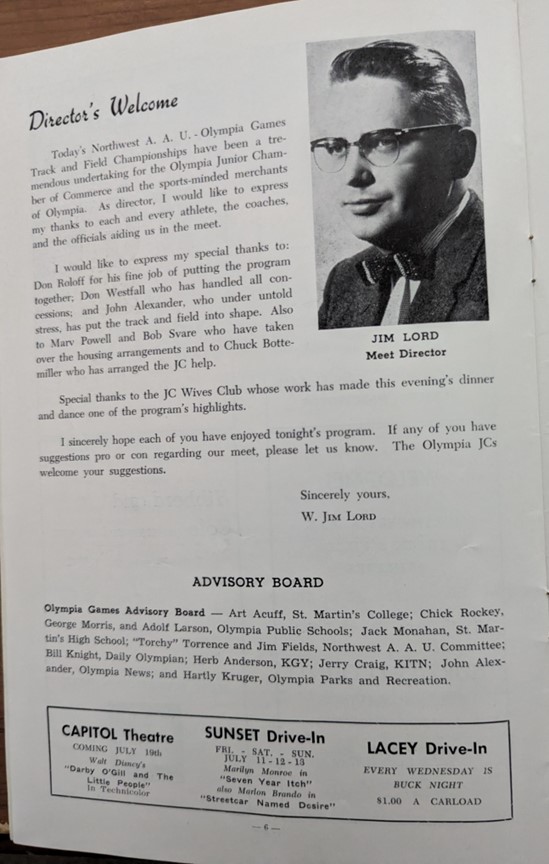 Director's Welcome
Today's Northwest A. A. U. - Olympia Games
Track and Field Championships have been a tre-
mendous undertaking for the Olympia Junior Cham-
ber of Commerce and the sports-minded merchants
of Olympia. As director, I would like to express
my thanks to each and every athlete, the coaches,
and the officials aiding us in the meet.
I would like to express my special thanks to:
Don Roloff for his fine job of putting the program
together; Don Westfall who has handled all con-
cessions; and John Alexander, who under untold
stress, has put the track and field into shape. Also
to Marv Powell and Bob Svare who have taken
over the housing arrangements and to Chuck Botte-
miller who has arranged the JC help.
JIM LORD
Meet Director
Special thanks to the JC Wives Club whose work has made this evening's dinner
and dance one of the program's highlights.
I sincerely hope each of you have enjoyed tonight's program. If any of you have
suggestions pro or con regarding our meet, please let us know. The Olympia JCs
welcome your suggestions.
Sincerely yours,
W. Jim Lord
ADVISORY BOARD
Olympia Games Advisory Board — Art Acuff, St. Martin's College; Chick Rockey,
George Morris, and Adolf Larson, Olympia Public Schools; Jack Monahan, St. Mar-
tin's High School; "Torchy" Torrence and Jim Fields, Northwest A. A. U. Committee;
Bill Knight, Daily Olympian; Herb Anderson, KGY; Jerry Craig, KITN; John Alex-
ander, Olympia News; and Hartly Kruger, Olympia Parks and Recreation.
CAPITOL Theatre
COMING JULY 19th
Walt Disney's
"Darby O'Gill and The
Little People"
In Technicolor
SUNSET Drive-In
FRI. - SAT. - SUN.
JULY 11-12-13
Marilyn Monroe in
"Seven Year Itch"
also Marlon Brando in
"Streetcar Named Desire"
LACEY Drive-In
EVERY WEDNESDAY IS
BUCK NIGHT
$1.00 A CARLOAD
— 6 —